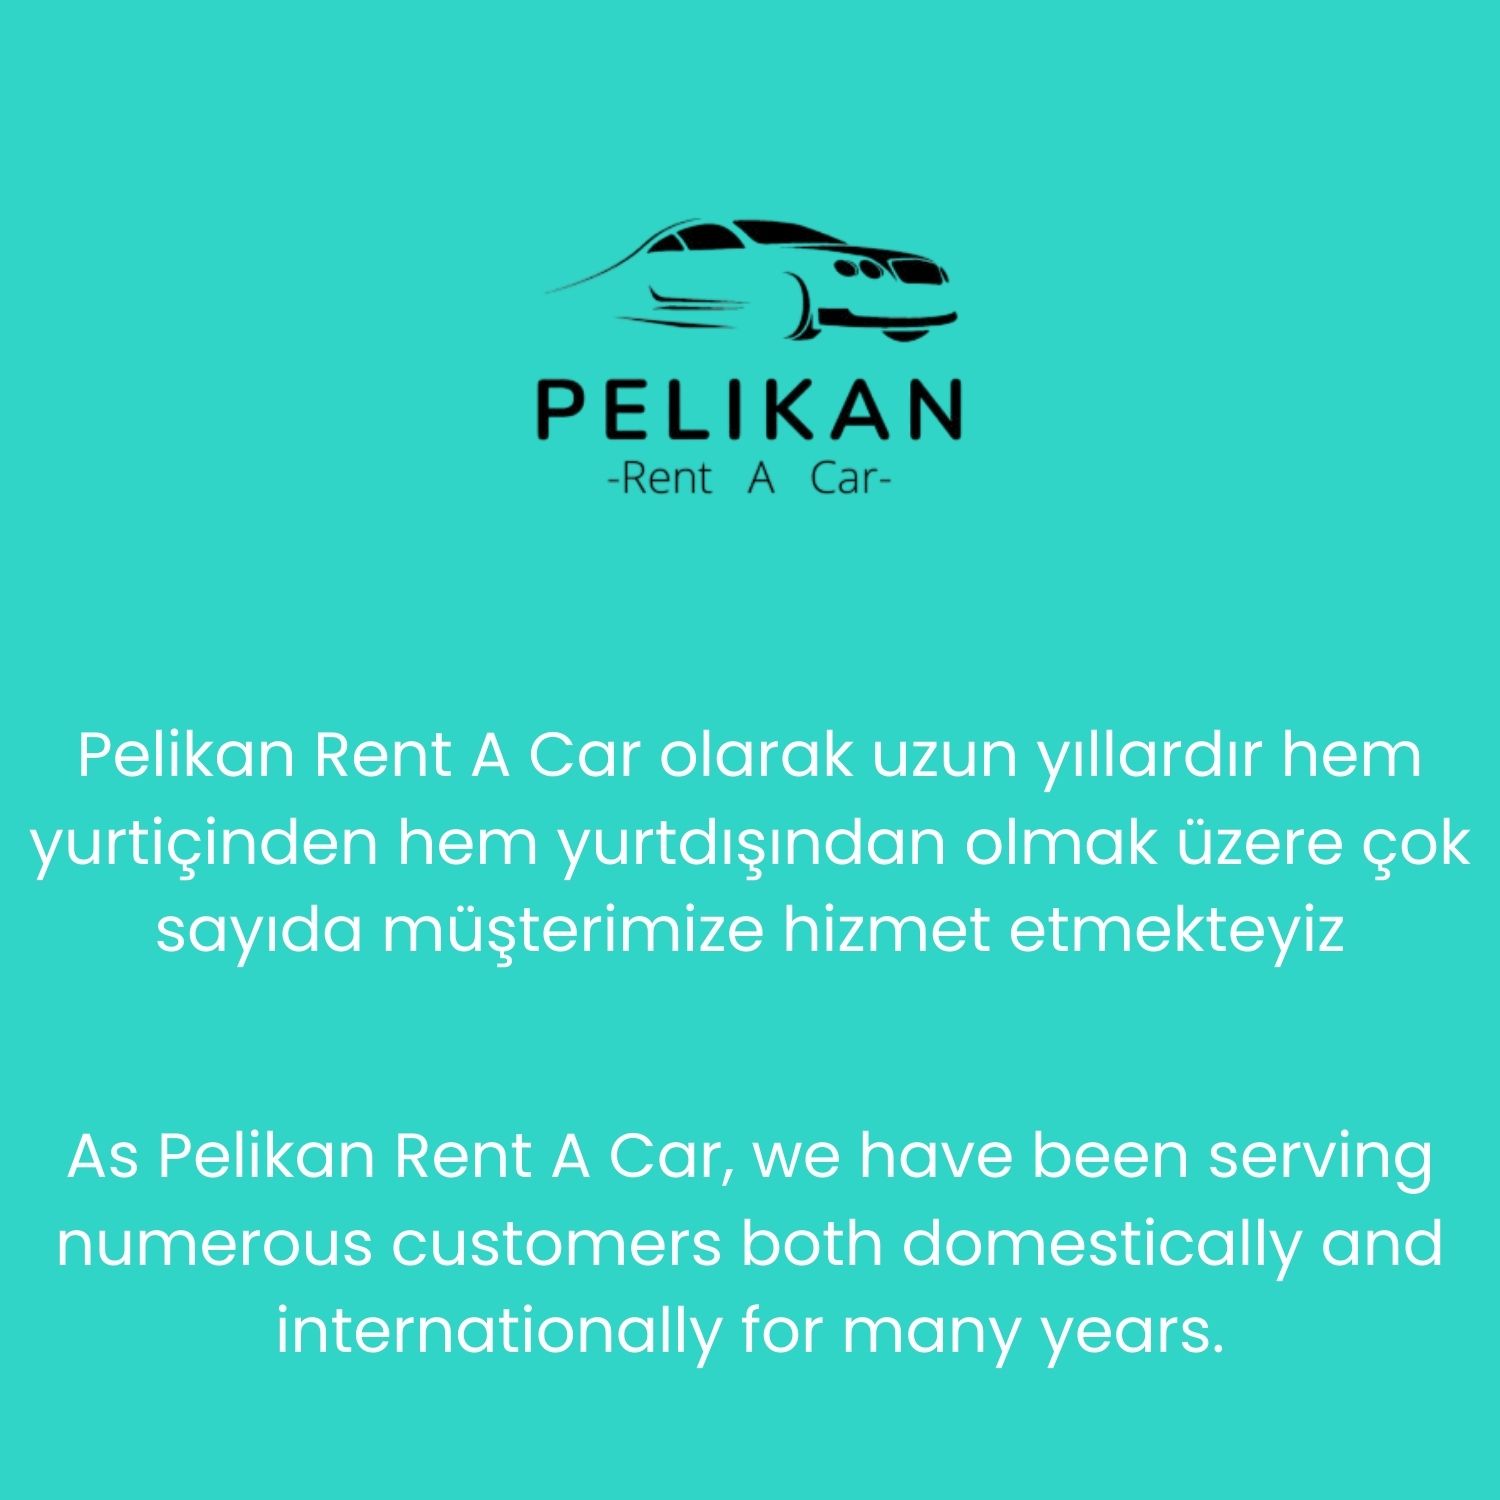 PELIKAN
-Rent A Car-
Pelikan Rent A Car olarak uzun yıllardır hem
yurtiçinden hem yurtdışından olmak üzere çok
sayıda müşterimize hizmet etmekteyiz
As Pelikan Rent A Car, we have been serving
numerous customers both domestically and
internationally for many years.